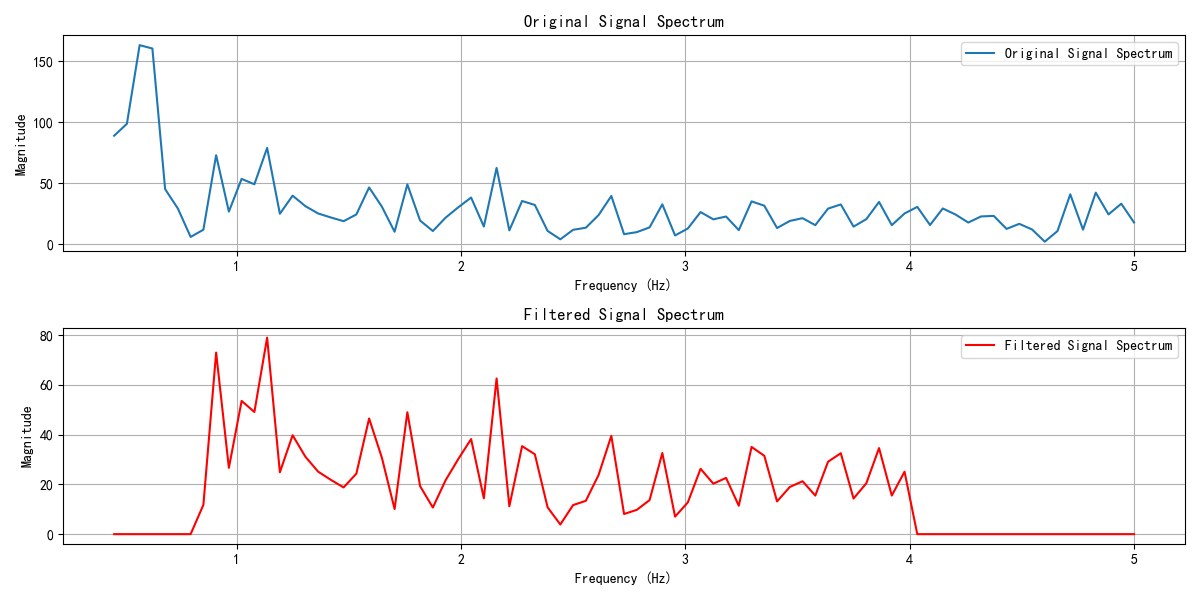 Original Signal Spectrum
Original Signal Spectrum
Magnitude
150
100
50
0
1 2 3 4 5
Frequency (Hz)
Filtered Signal Spectrum
Filtered Signal Spectrum
Magnitude
80
60
40
20
0
1 2 3 4 5
Frequency (Hz)